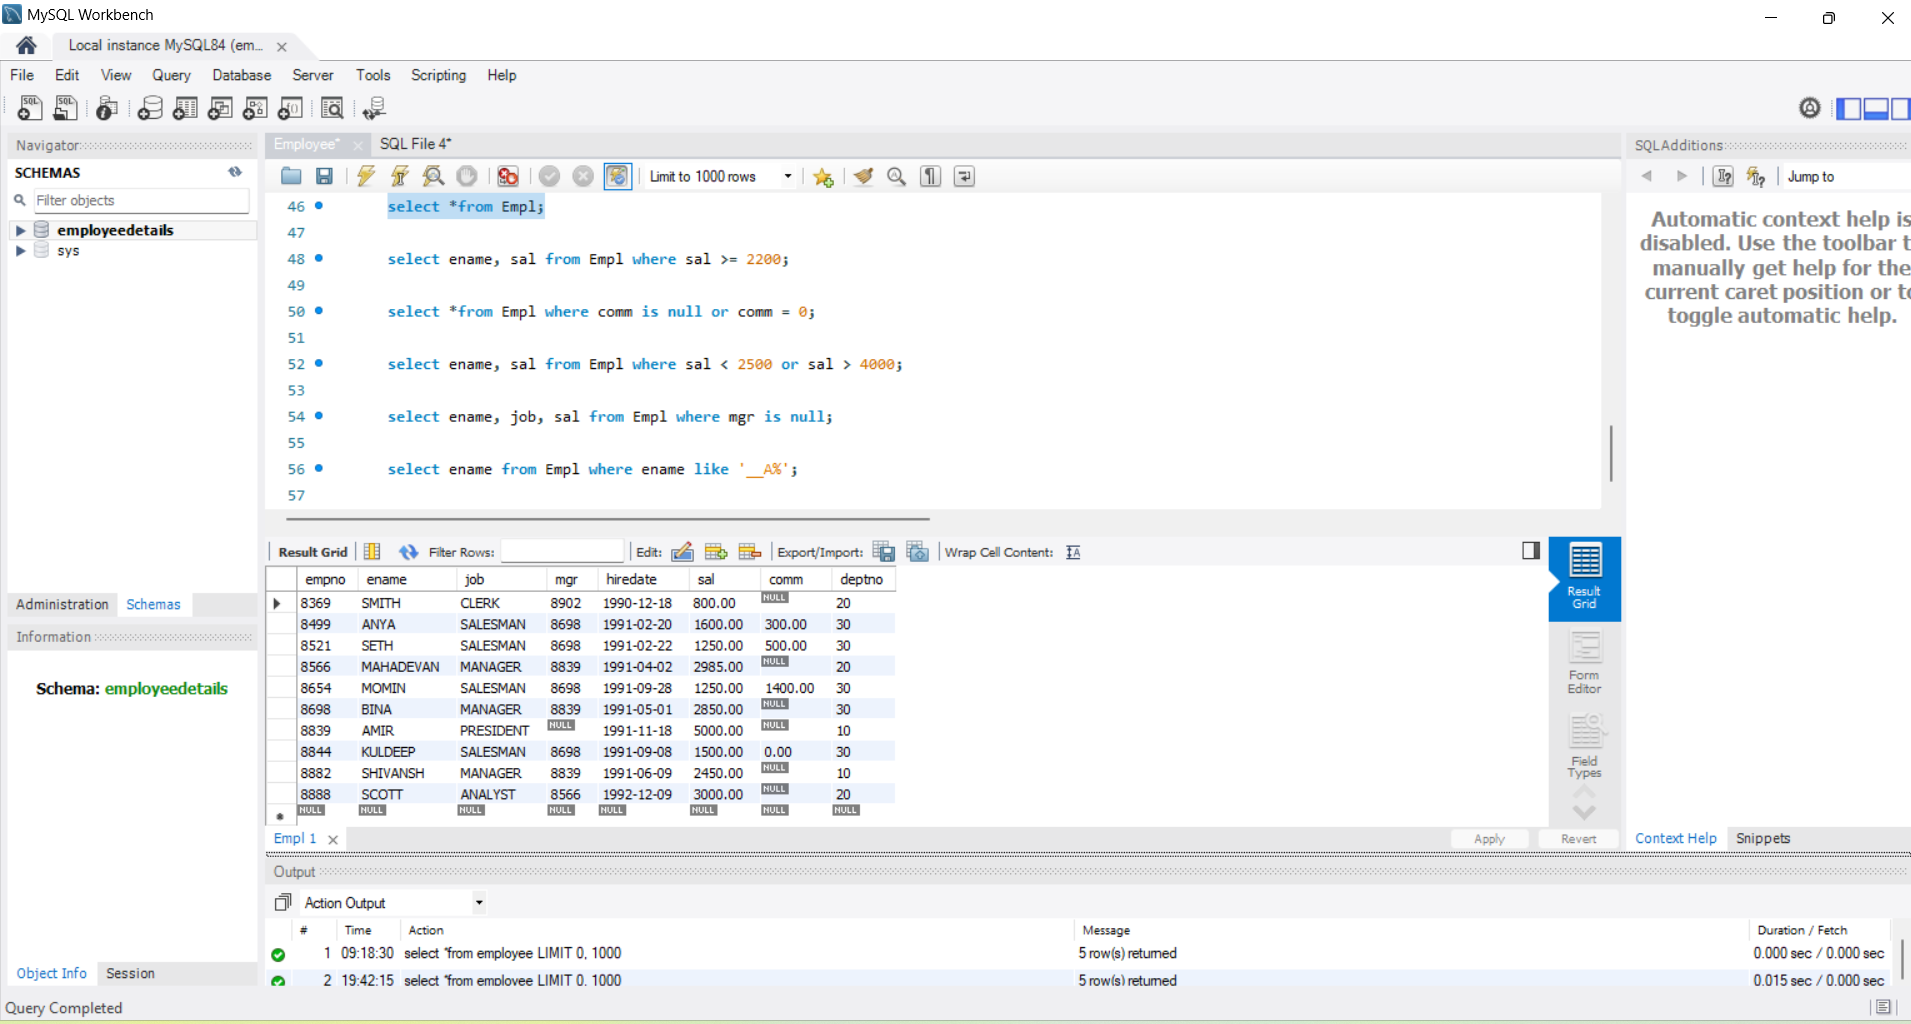 MySQL Workbench
Local instance MySQL84 (em...
File Edit View Query Database Server Tools Scripting Help
Navigator
SCHEMAS
Filter objects
employeedetails
sys
Administration Schemas
Information
Schema: employeedetails
Object Info Session
Query Completed
Employee* SQL File 4*
Limit to 1000 rows
46 select *from Empl;
47
48 select ename, sal from Empl where sal >= 2200;
49
50 select *from Empl where comm is null or comm = 0;
51
52 select ename, sal from Empl where sal < 2500 or sal > 4000;
53
54 select ename, job, sal from Empl where mgr is null;
55
56 select ename from Empl where ename like '__A%';
57
Result Grid Filter Rows: Edit: Export/Import: Wrap Cell Content:
empno ename job mgr hiredate sal comm deptno
8369 SMITH CLERK 8902 1990-12-18 800.00 NULL 20
8499 ANYA SALESMAN 8698 1991-02-20 1600.00 300.00 30
8521 SETH SALESMAN 8698 1991-02-22 1250.00 500.00 30
8566 MAHADEVAN MANAGER 8839 1991-04-02 2985.00 NULL 20
8654 MOMIN SALESMAN 8698 1991-09-28 1250.00 1400.00 30
8698 BINA MANAGER 8839 1991-05-01 2850.00 NULL 30
8839 AMIR PRESIDENT NULL 1991-11-18 5000.00 NULL 10
8844 KULDEEP SALESMAN 8698 1991-09-08 1500.00 0.00 30
8882 SHIVANSH MANAGER 8839 1991-06-09 2450.00 NULL 10
8888 SCOTT ANALYST 8566 1992-12-09 3000.00 NULL 20
NULL NULL NULL NULL NULL NULL NULL NULL
Result
Grid
Form
Editor
Field
Types
Empl 1
Apply Revert
SQLAdditions
Jump to
Automatic context help is
disabled. Use the toolbar t
manually get help for the
current caret position or to
toggle automatic help.
Context Help Snippets
Output
Action Output
# Time Action Message Duration / Fetch
1 09:18:30 select *from employee LIMIT 0, 1000 5 row(s) returned 0.000 sec / 0.000 sec
2 19:42:15 select *from employee LIMIT 0, 1000 5 row(s) returned 0.015 sec / 0.000 sec